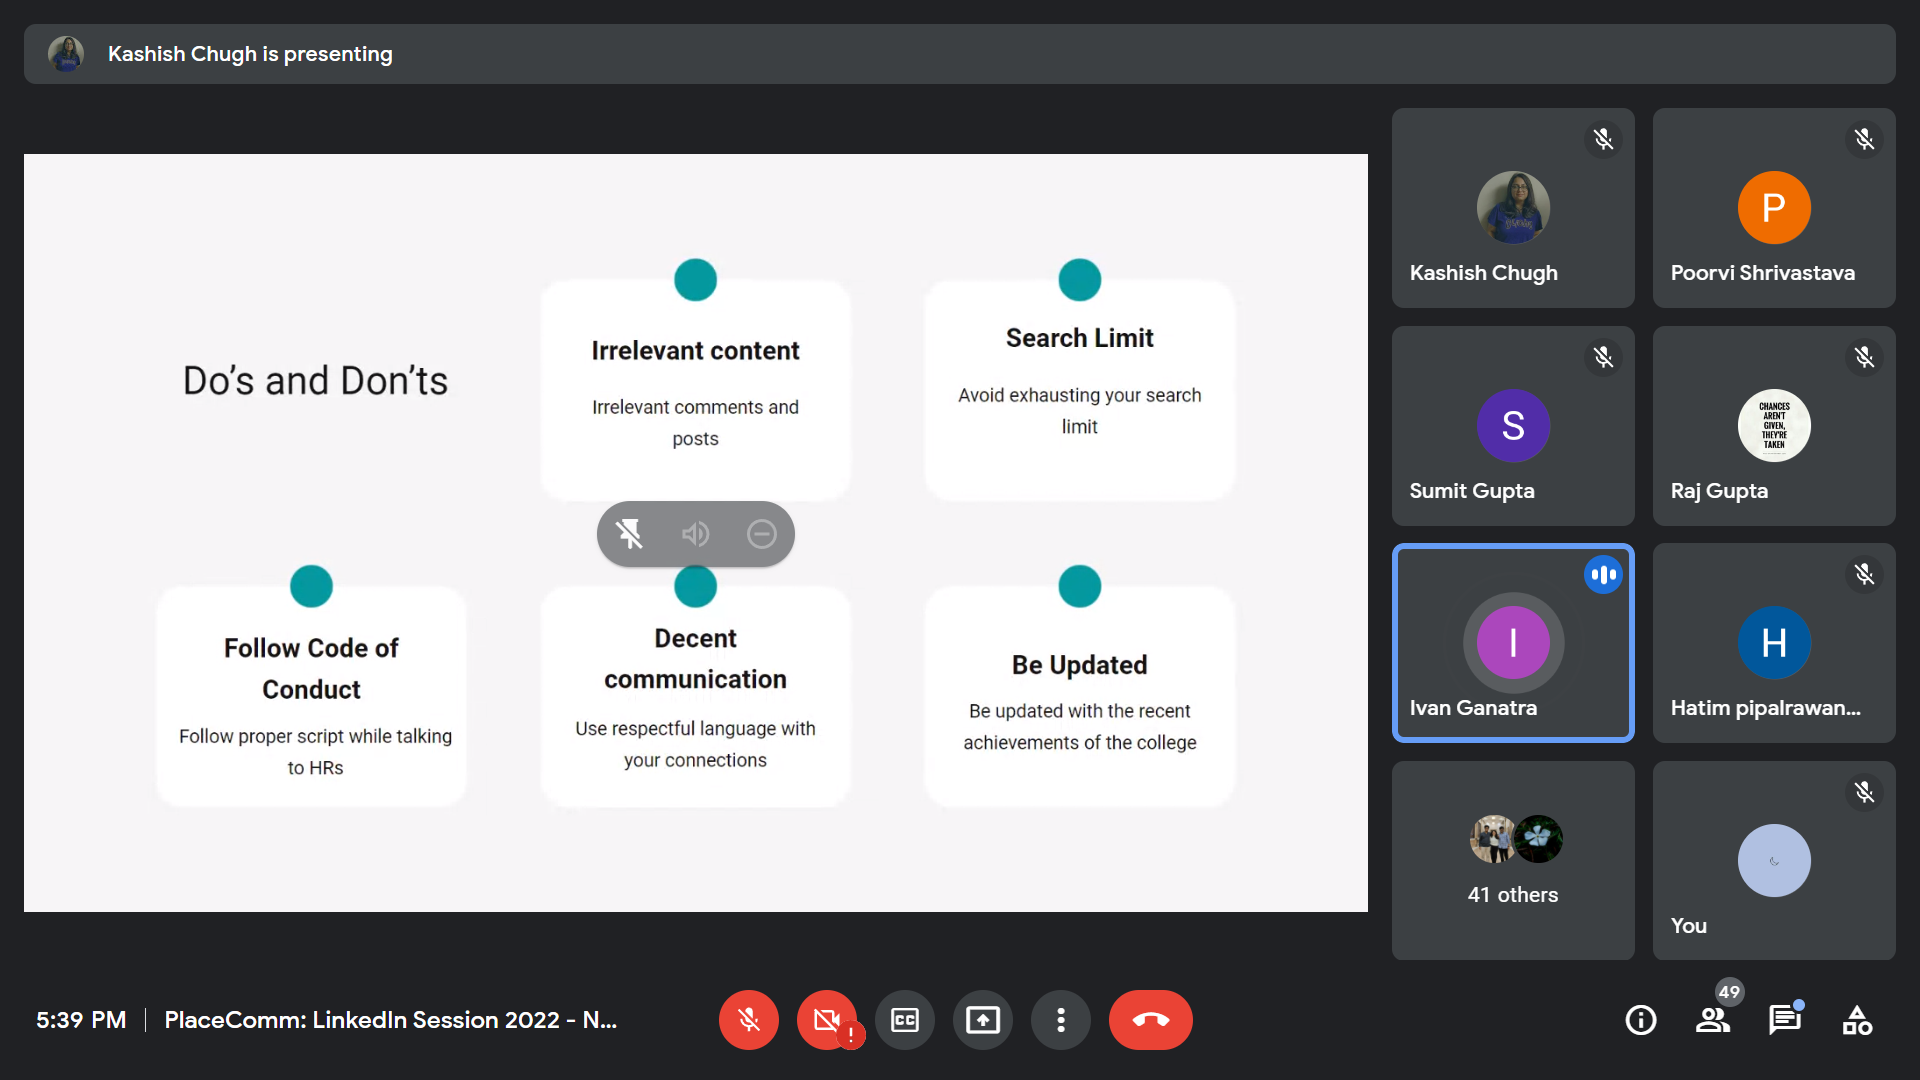 Kashish Chugh is presenting
Do's and Don'ts
Irrelevant content
Irrelevant comments and
posts
Search Limit
Avoid exhausting your search
limit
Follow Code of
Conduct
Follow proper script while talking
to HRs
Decent
communication
Use respectful language with
your connections
Be Updated
Be updated with the recent
achievements of the college
Kashish Chugh
P
Poorvi Shrivastava
S
Sumit Gupta
CHANCES
AREN'T
GIVEN,
THEY'RE
TAKEN
Raj Gupta
I
Ivan Ganatra
H
Hatim pipalrawan...
41 others
You
5:39 PM
PlaceComm: LinkedIn Session 2022 - N...
CC
!
49